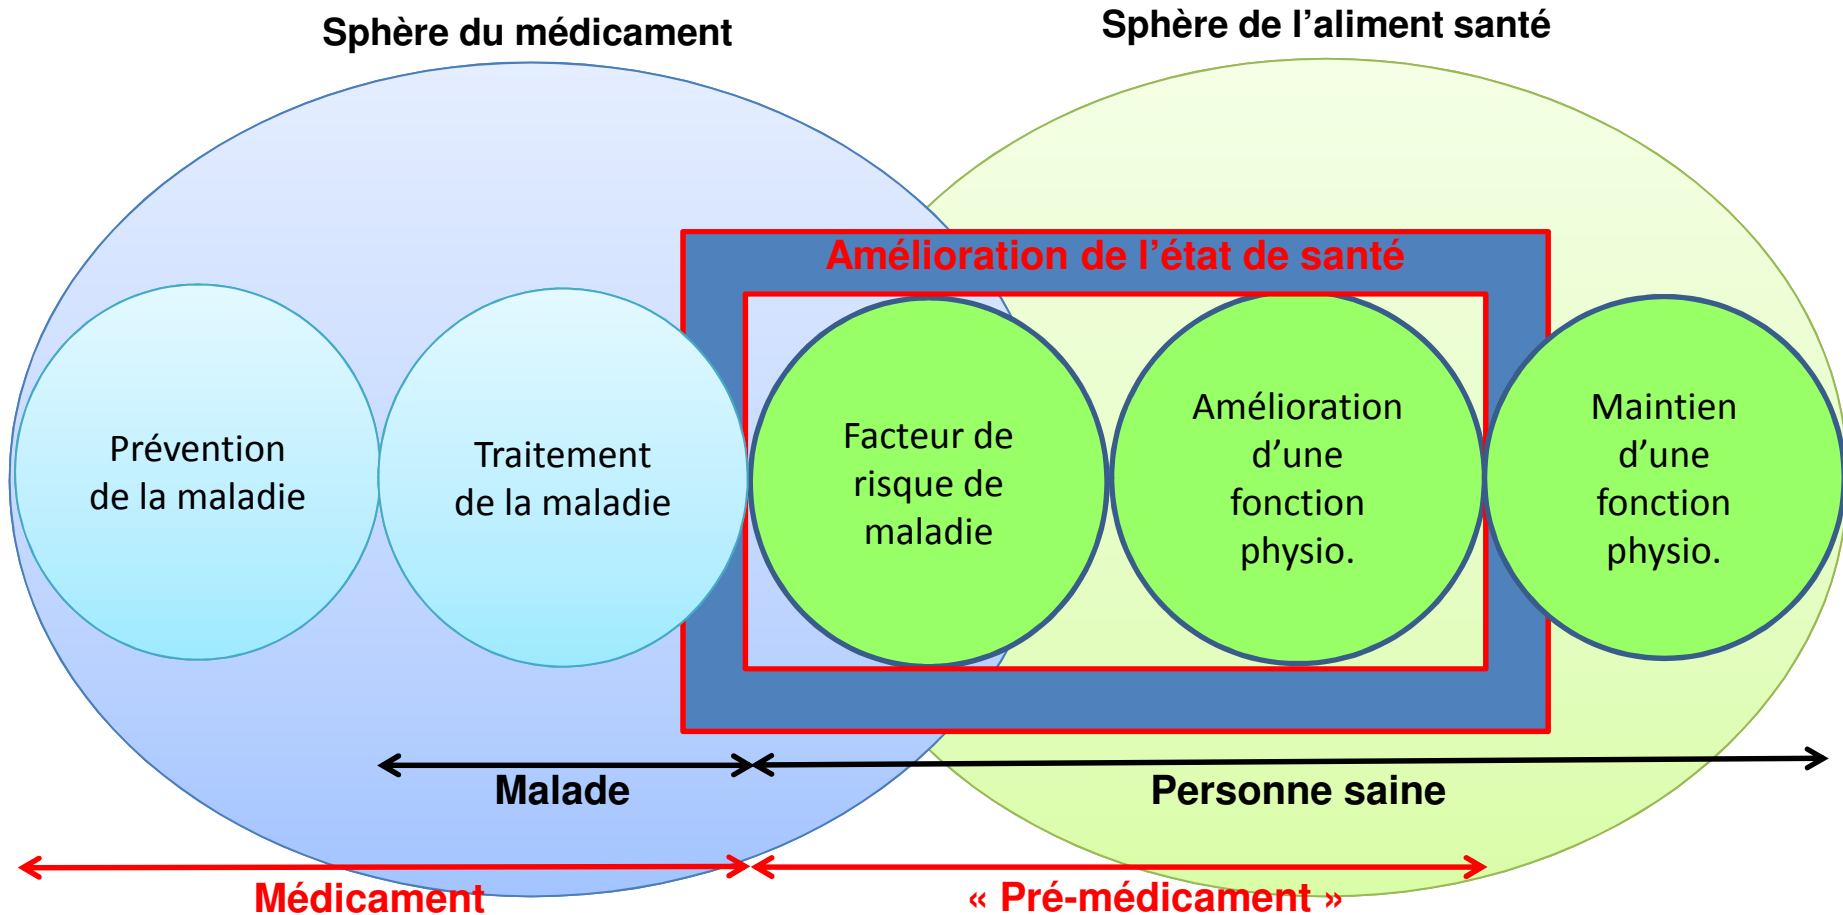 Sphère du médicament
Sphère de l’aliment santé
Amélioration de l’état de santé
Prévention
de la maladie
Traitement
de la maladie
Facteur de
risque de
maladie
Amélioration
d’une
fonction
physio.
Maintien
d’une
fonction
physio.
Malade
Personne saine
Médicament
« Pré-médicament »